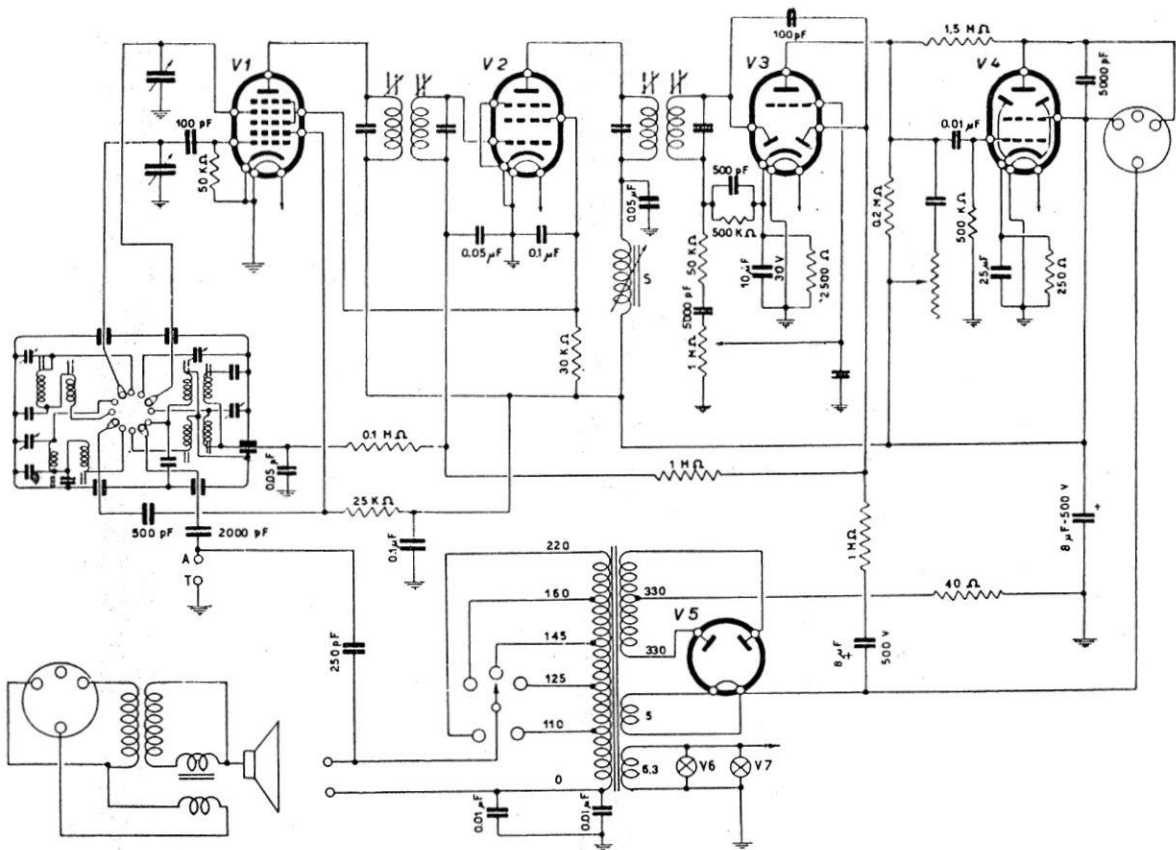 V1
V2
V3
V4
100 pF
1,5 MΩ
5000 pF
100 pF
50 KΩ
0.01 µF
500 pF
500 KΩ
0.05 µF
0.05 µF
0.1 µF
S
50 KΩ
5000 pF
1 MΩ
10 µF
30 V
2500 Ω
0.2 MΩ
500 KΩ
25 µF
250 Ω
30 KΩ
0.1 MΩ
0.05 µF
1 MΩ
25 KΩ
500 pF
2000 pF
0.1 µF
A
T
1 MΩ
8 µF-500 V
+
220
160
145
125
110
0
330
330
V5
40 Ω
8 µF
+
500 V
250 pF
5
6,3
V6
V7
0.01 µF
0.01 µF